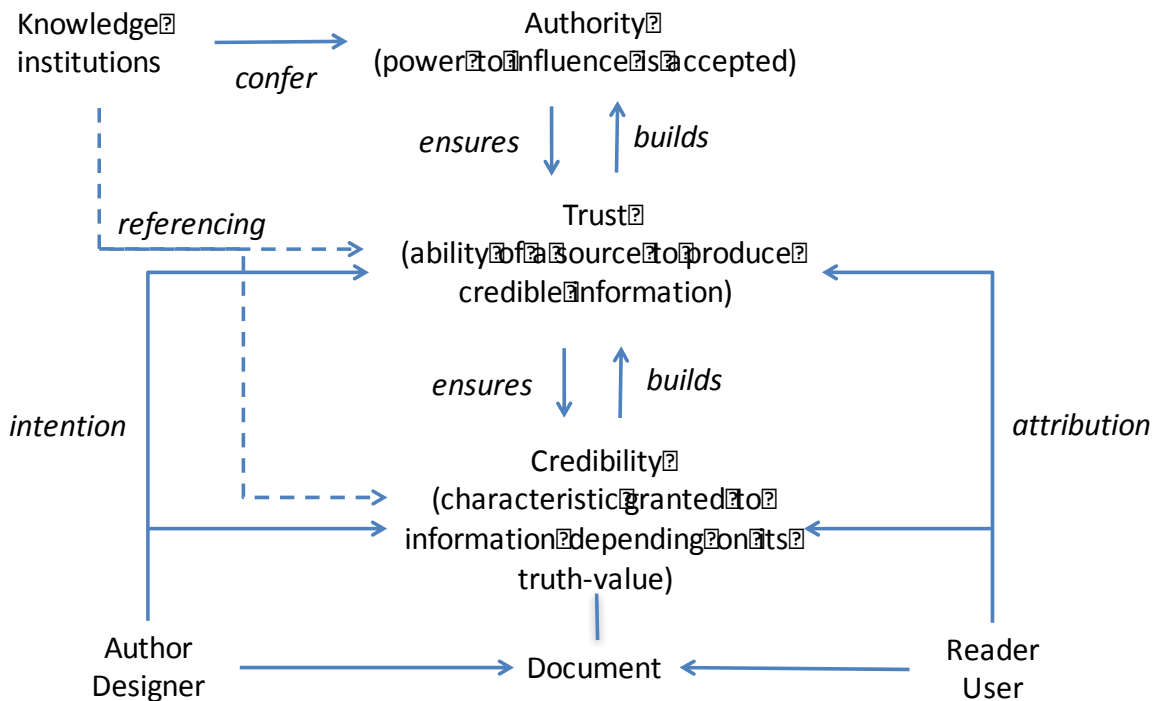 Knowledge
institutions
confer
Authority
(power to influence is accepted)
ensures
builds
referencing
Trust
(ability of a source to produce
credible information)
ensures
builds
intention
attribution
Credibility
(characteristic granted to
information depending on its
truth-value)
Author
Designer
Document
Reader
User